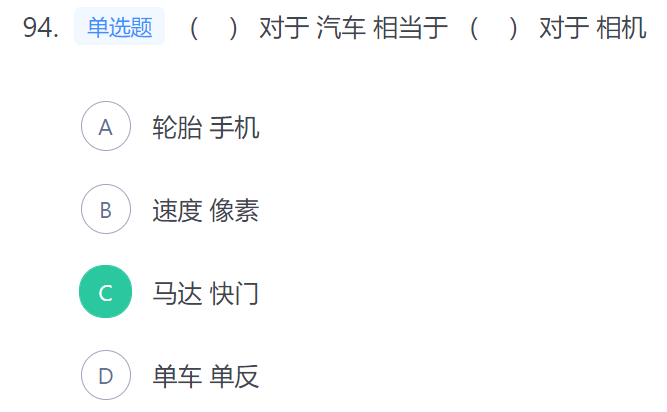 94. 单选题 （ ） 对于 汽车 相当于 （ ） 对于 相机
A 轮胎 手机
B 速度 像素
C 马达 快门
D 单车 单反